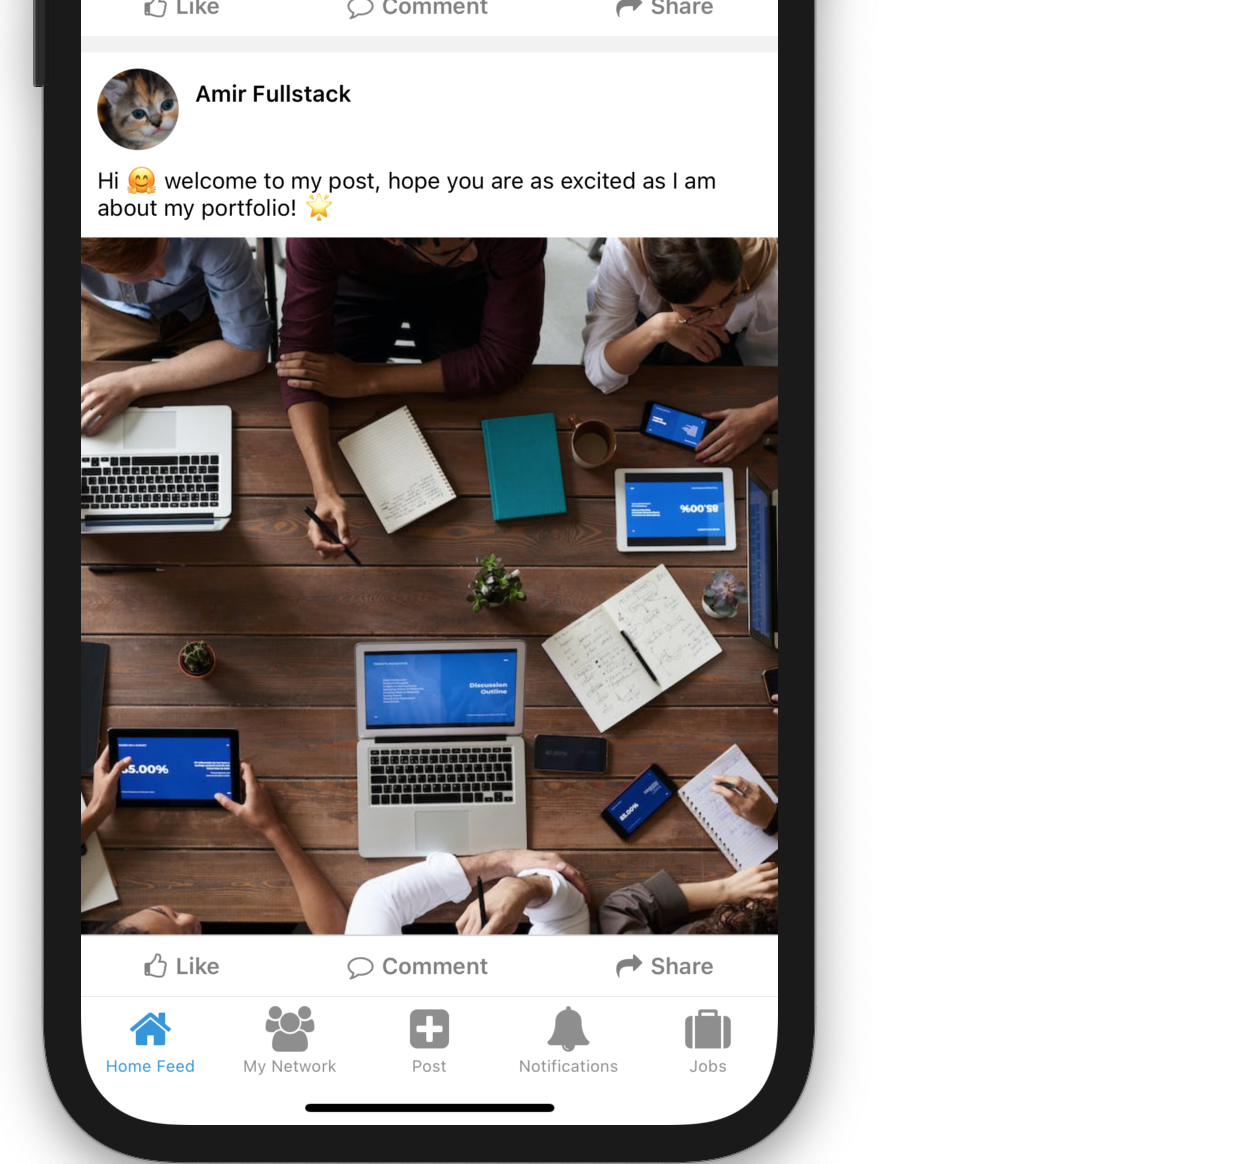 Like Comment Share
Amir Fullstack
Hi 🤗 welcome to my post, hope you are as excited as I am
about my portfolio! 🌟
85.00%
Discussion
Outline
85.00%
Like Comment Share
Home Feed My Network Post Notifications Jobs